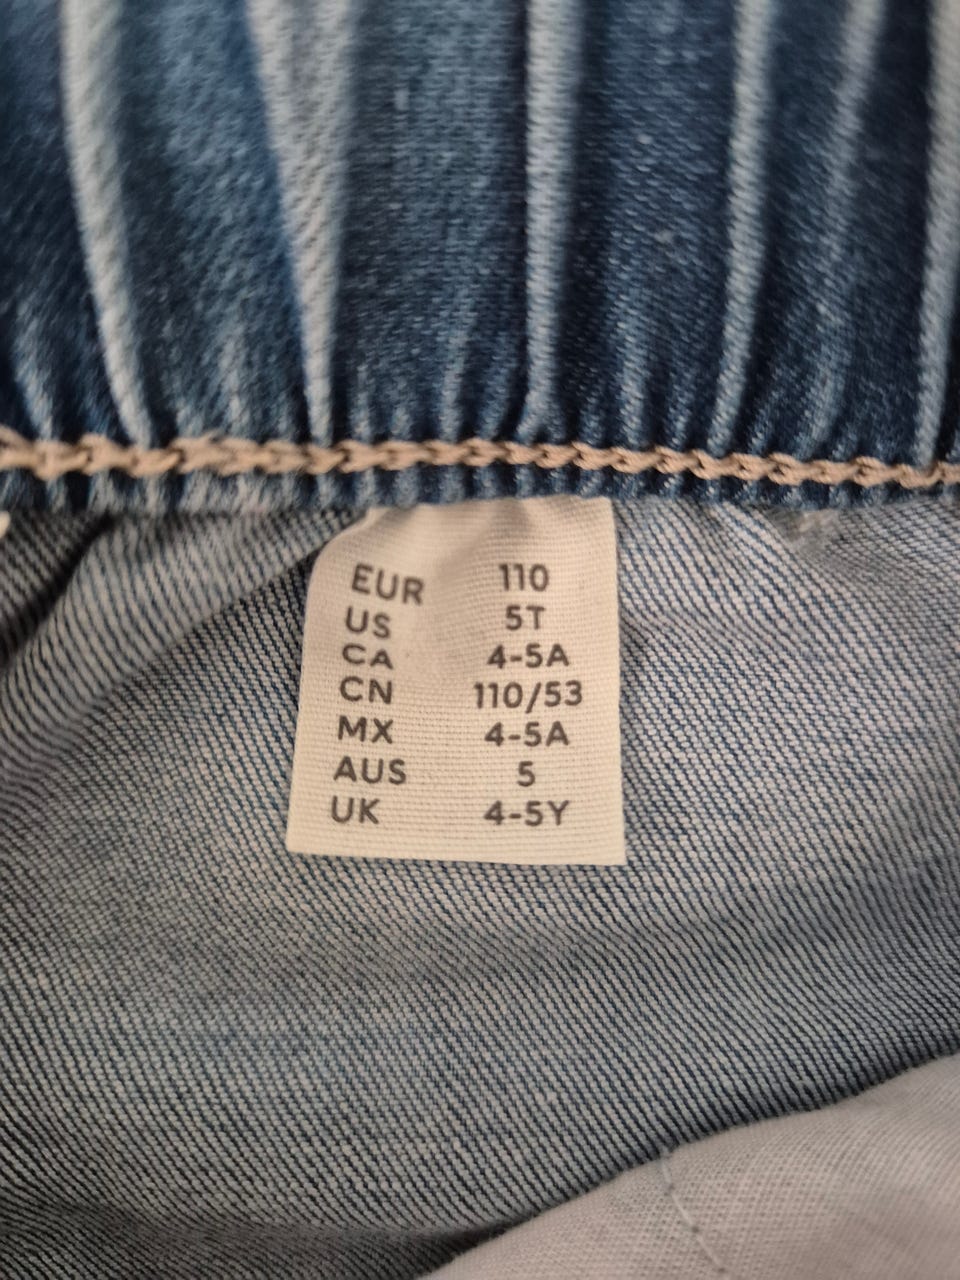 EUR 110
US 5T
CA 4-5A
CN 110/53
MX 4-5A
AUS 5
UK 4-5Y